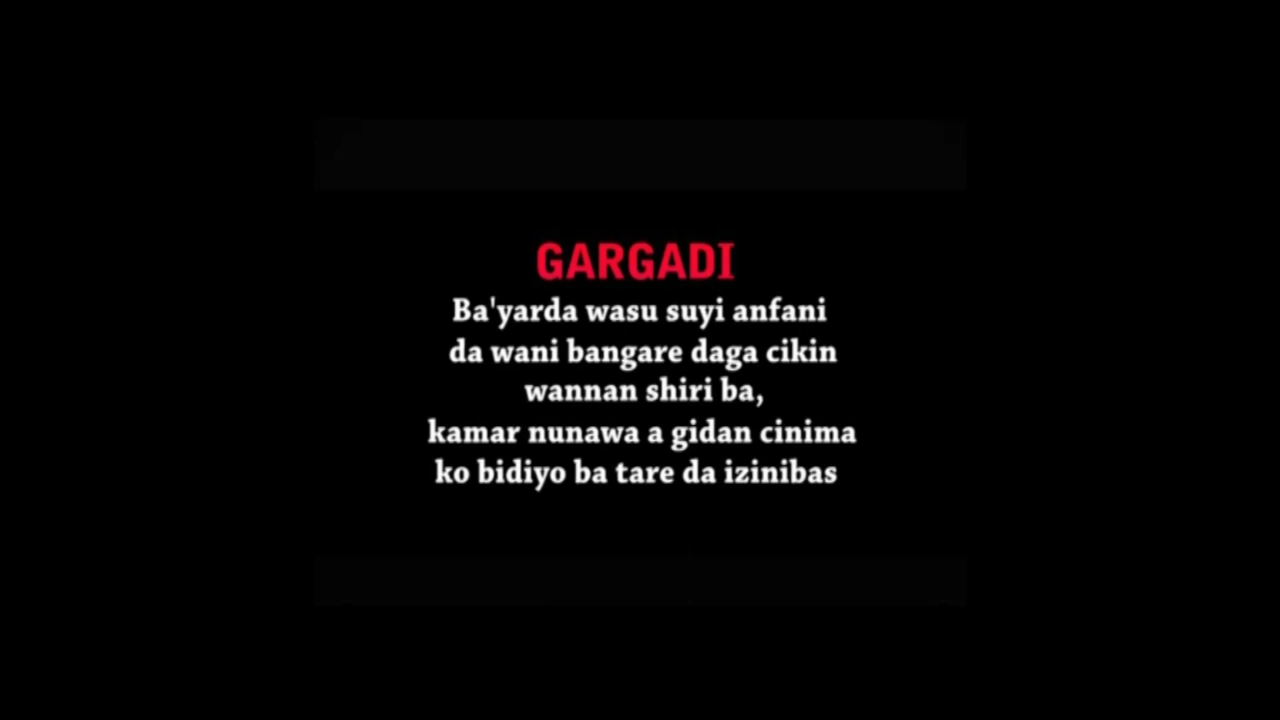 GARGADI
Ba'yarda wasu suyi anfani
da wani bangare daga cikin
wannan shiri ba,
kamar nunawa a gidan cinima
ko bidiyo ba tare da izinibas